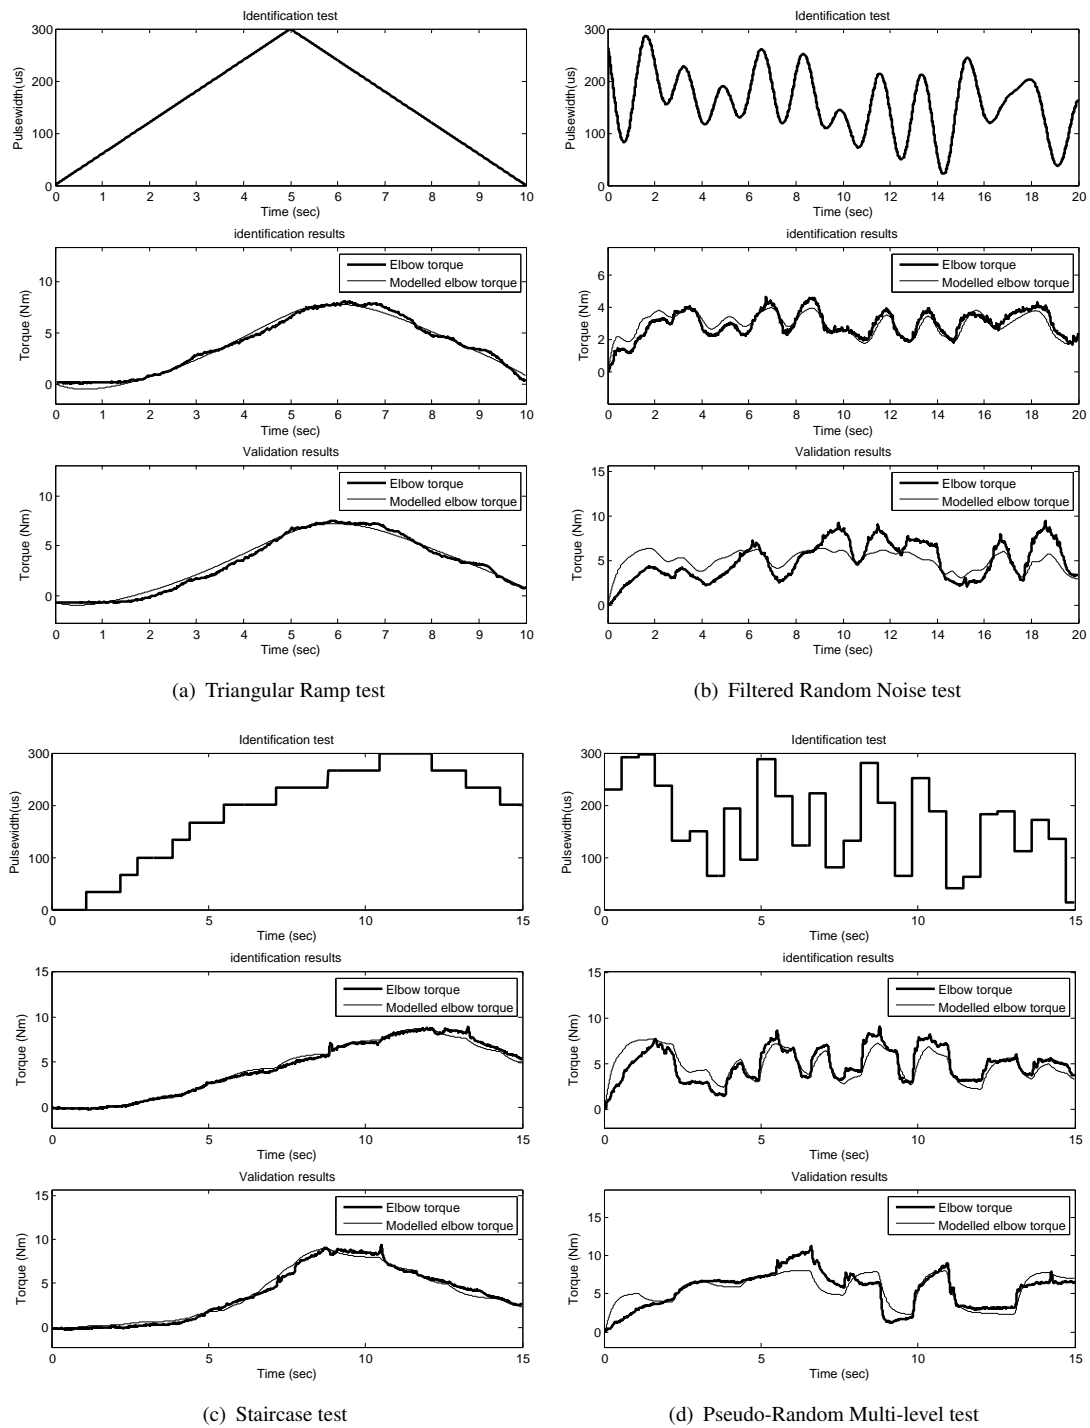 Identification test
300
200
100
0
Pulsewidth(us)
0 1 2 3 4 5 6 7 8 9 10
Time (sec)
identification results
Elbow torque
Modelled elbow torque
10
5
0
Torque (Nm)
0 1 2 3 4 5 6 7 8 9 10
Time (sec)
Validation results
Elbow torque
Modelled elbow torque
10
5
0
Torque (Nm)
0 1 2 3 4 5 6 7 8 9 10
Time (sec)
(a) Triangular Ramp test
Identification test
300
200
100
0
Pulsewidth(us)
0 2 4 6 8 10 12 14 16 18 20
Time (sec)
identification results
Elbow torque
Modelled elbow torque
6
4
2
0
Torque (Nm)
0 2 4 6 8 10 12 14 16 18 20
Time (sec)
Validation results
Elbow torque
Modelled elbow torque
15
10
5
0
Torque (Nm)
0 2 4 6 8 10 12 14 16 18 20
Time (sec)
(b) Filtered Random Noise test
Identification test
300
200
100
0
Pulsewidth(us)
0 5 10 15
Time (sec)
identification results
Elbow torque
Modelled elbow torque
15
10
5
0
Torque (Nm)
0 5 10 15
Time (sec)
Validation results
Elbow torque
Modelled elbow torque
15
10
5
0
Torque (Nm)
0 5 10 15
Time (sec)
(c) Staircase test
Identification test
300
200
100
0
Pulsewidth(us)
0 5 10 15
Time (sec)
identification results
Elbow torque
Modelled elbow torque
15
10
5
0
Torque (Nm)
0 5 10 15
Time (sec)
Validation results
Elbow torque
Modelled elbow torque
15
10
5
0
Torque (Nm)
0 5 10 15
Time (sec)
(d) Pseudo-Random Multi-level test